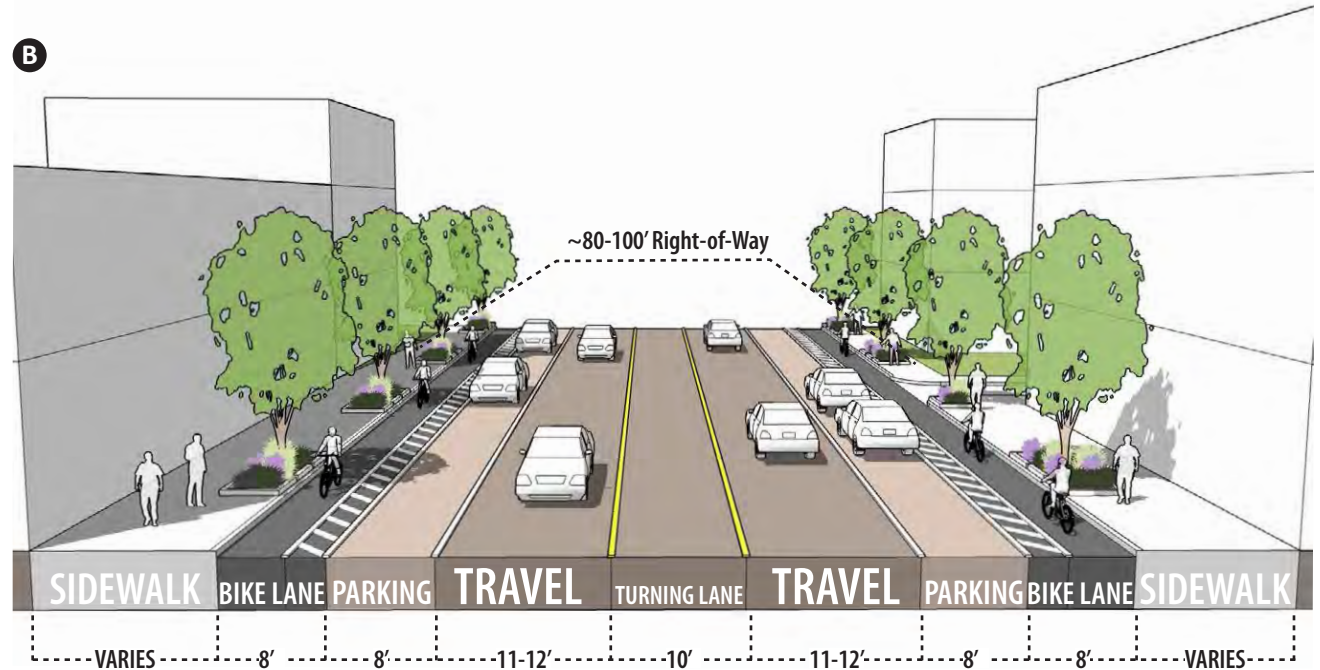 B
~80-100' Right-of-Way
SIDEWALK BIKE LANE PARKING TRAVEL TURNING LANE TRAVEL PARKING BIKE LANE SIDEWALK
VARIES 8' 8' 11-12' 10' 11-12' 8' 8' VARIES